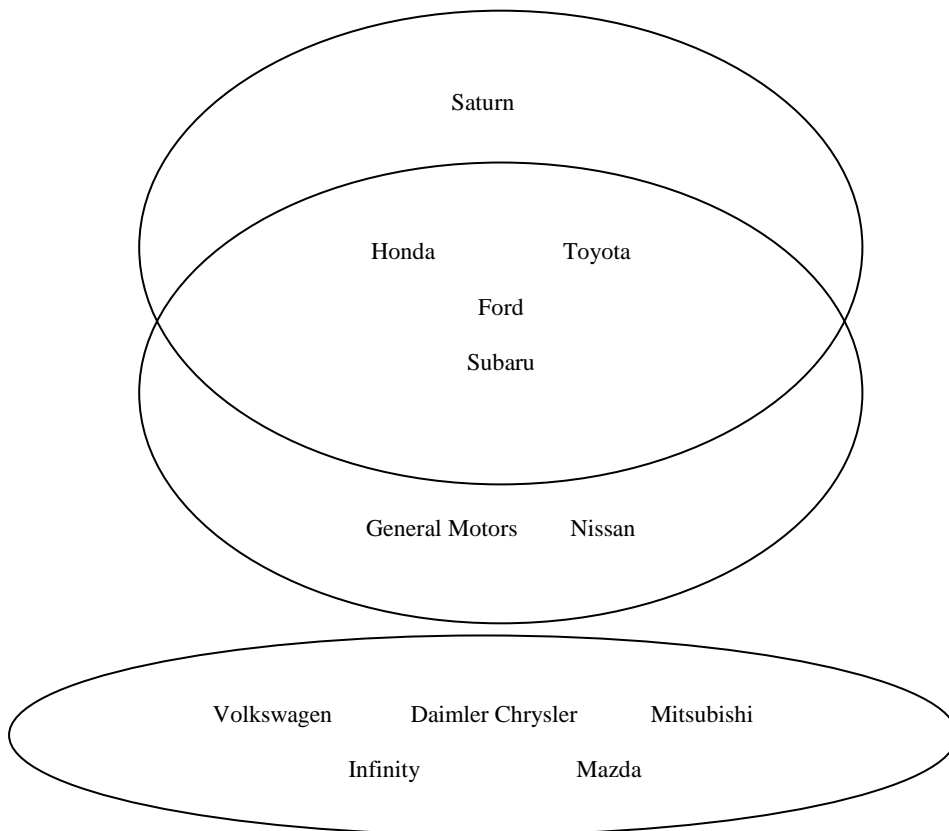 Saturn
Honda Toyota
Ford
Subaru
General Motors Nissan
Volkswagen Daimler Chrysler Mitsubishi
Infinity Mazda